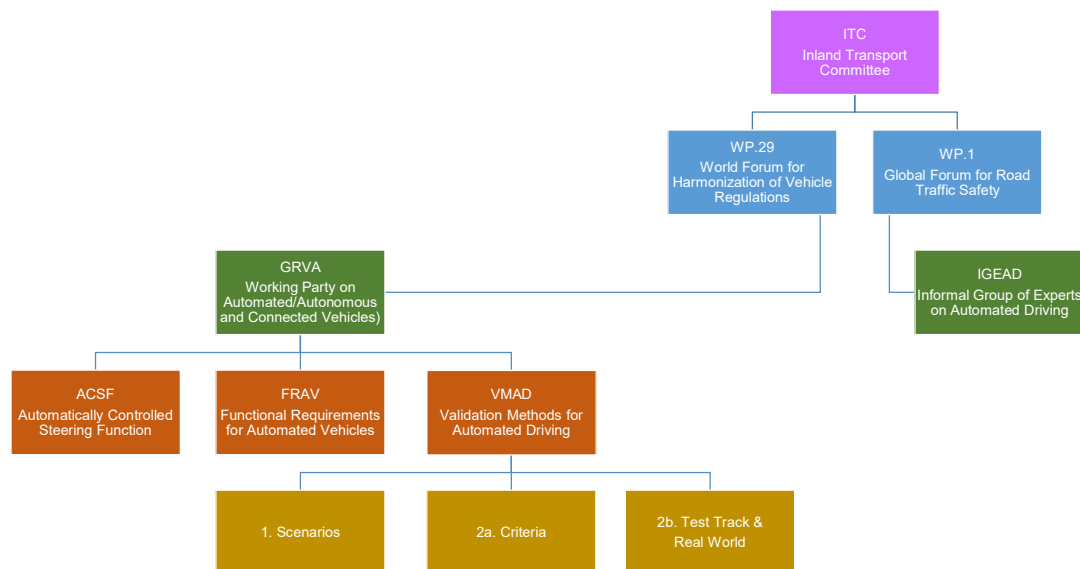 ITC
Inland Transport
Committee
WP.29
World Forum for
Harmonization of Vehicle
Regulations
WP.1
Global Forum for Road
Traffic Safety
GRVA
Working Party on
Automated/Autonomous
and Connected Vehicles)
IGEAD
Informal Group of Experts
on Automated Driving
ACSF
Automatically Controlled
Steering Function
FRAV
Functional Requirements
for Automated Vehicles
VMAD
Validation Methods for
Automated Driving
1. Scenarios
2a. Criteria
2b. Test Track &
Real World